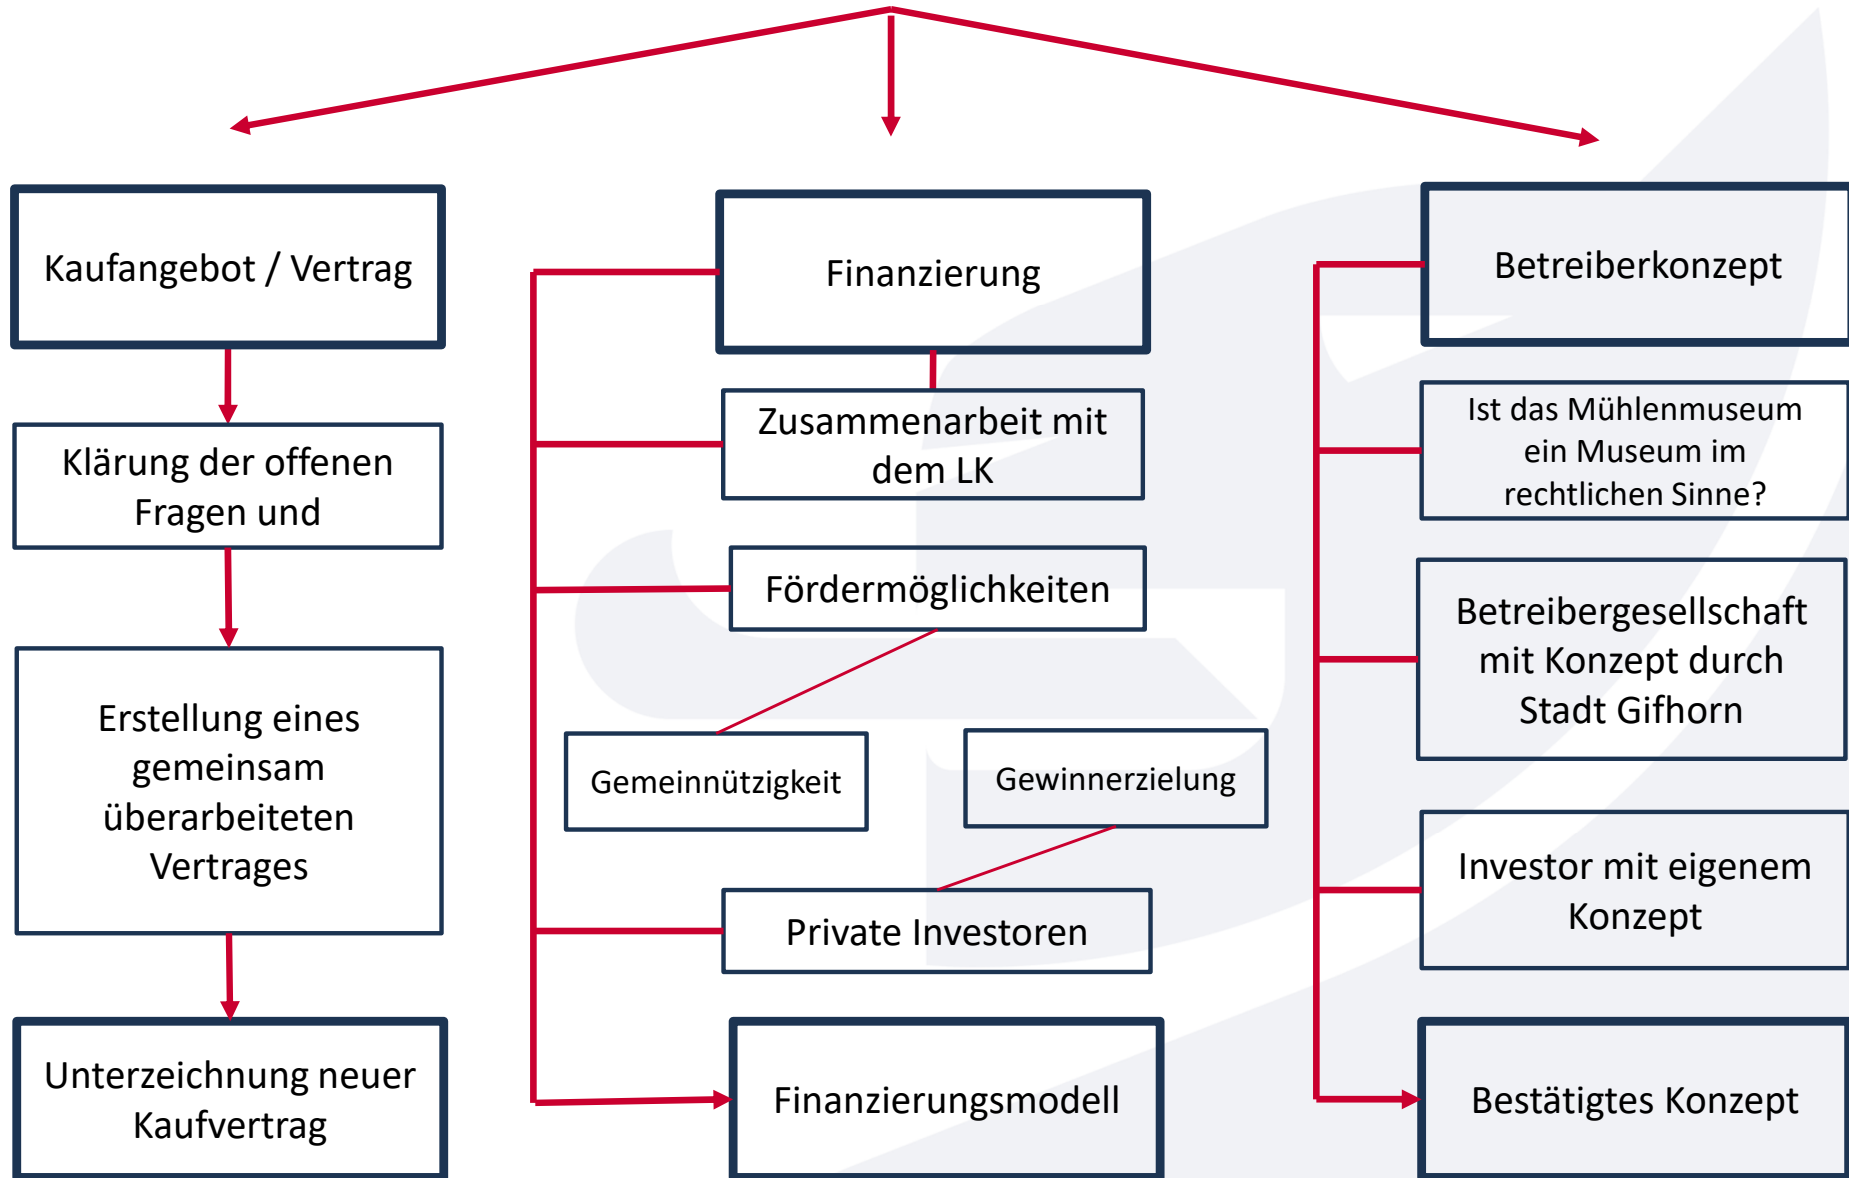 Kaufangebot / Vertrag
Klärung der offenen
Fragen und
Erstellung eines
gemeinsam
überarbeiteten
Vertrages
Unterzeichnung neuer
Kaufvertrag
Finanzierung
Zusammenarbeit mit
dem LK
Fördermöglichkeiten
Gemeinnützigkeit
Gewinnerzielung
Private Investoren
Finanzierungsmodell
Betreiberkonzept
Ist das Mühlenmuseum
ein Museum im
rechtlichen Sinne?
Betreibergesellschaft
mit Konzept durch
Stadt Gifhorn
Investor mit eigenem
Konzept
Bestätigtes Konzept